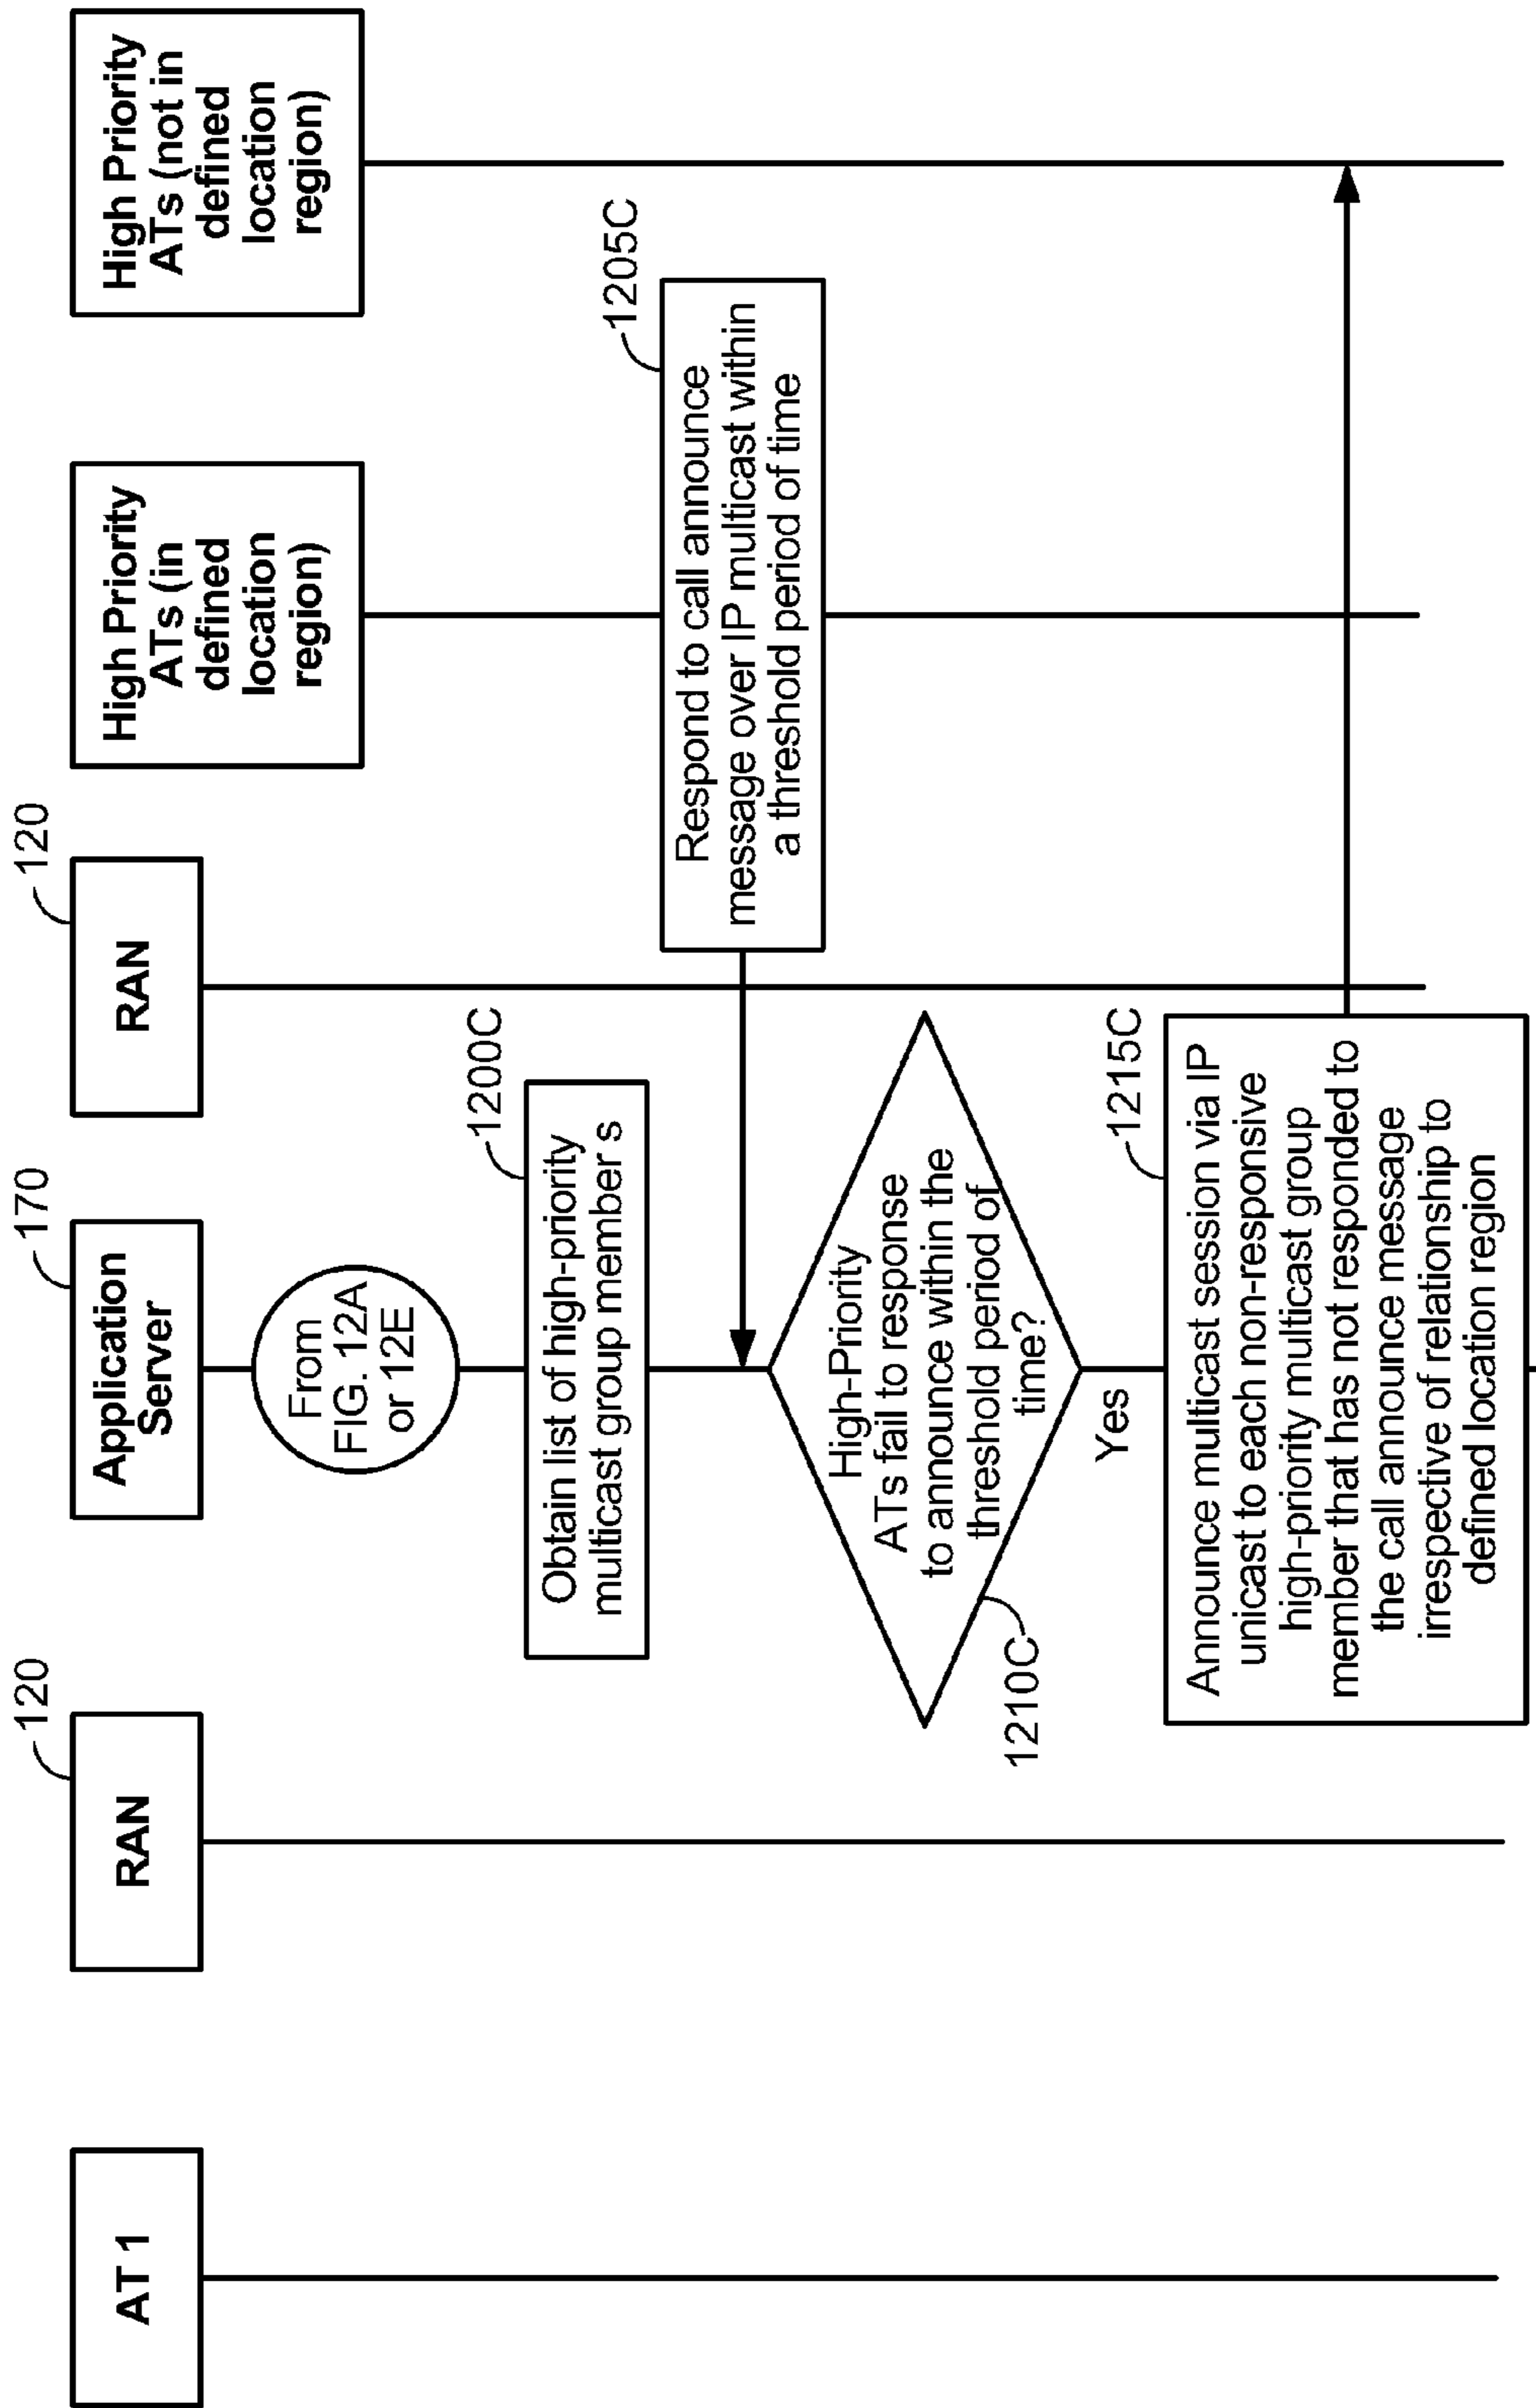 AT 1
120
RAN
170
Application
Server
120
RAN
High Priority
ATs (in
defined
location
region)
High Priority
ATs (not in
defined
location
region)
From
FIG. 12A
or 12E
1200C
Obtain list of high-priority
multicast group member s
1205C
Respond to call announce
message over IP multicast within
a threshold period of time
1210C
High-Priority
ATs fail to response
to announce within the
threshold period of
time?
Yes
1215C
Announce multicast session via IP
unicast to each non-responsive
high-priority multicast group
member that has not responded to
the call announce message
irrespective of relationship to
defined location region